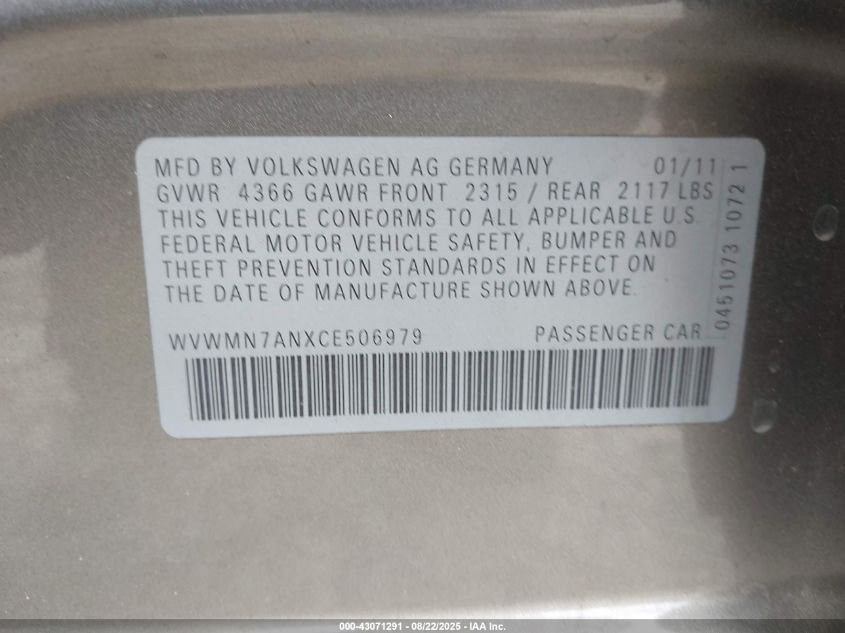 MFD BY VOLKSWAGEN AG GERMANY 01/11
GVWR 4366 GAWR FRONT 2315 / REAR 2117 LBS
THIS VEHICLE CONFORMS TO ALL APPLICABLE U.S.
FEDERAL MOTOR VEHICLE SAFETY, BUMPER AND
THEFT PREVENTION STANDARDS IN EFFECT ON
THE DATE OF MANUFACTURE SHOWN ABOVE.
WVWMN7ANXCE506979 PASSENGER CAR
0451073 1072 1
000-43071291 - 08/22/2025 - IAA Inc.